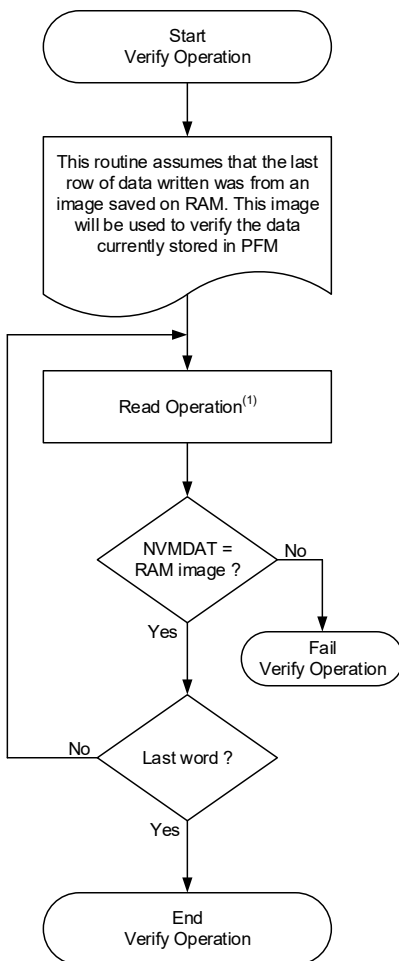 Start
Verify Operation
This routine assumes that the last
row of data written was from an
image saved on RAM. This image
will be used to verify the data
currently stored in PFM
Read Operation(1)
NVMDAT =
RAM image ?
No
Yes
Fail
Verify Operation
No
Last word ?
Yes
End
Verify Operation